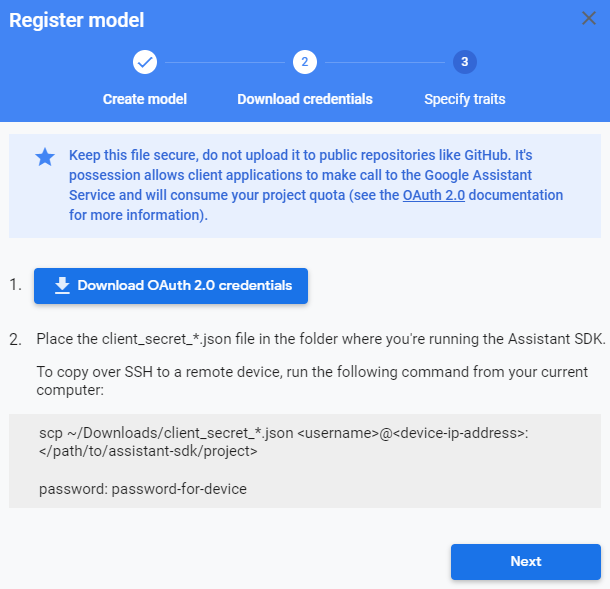 Register model
2
3
Create model
Download credentials
Specify traits
Keep this file secure, do not upload it to public repositories like GitHub. It's
possession allows client applications to make call to the Google Assistant
Service and will consume your project quota (see the OAuth 2.0 documentation
for more information).
1.
Download OAuth 2.0 credentials
2. Place the client_secret_*.json file in the folder where you're running the Assistant SDK.
To copy over SSH to a remote device, run the following command from your current
computer:
scp ~/Downloads/client_secret_*.json <username>@<device-ip-address>:
</path/to/assistant-sdk/project>
password: password-for-device
Next